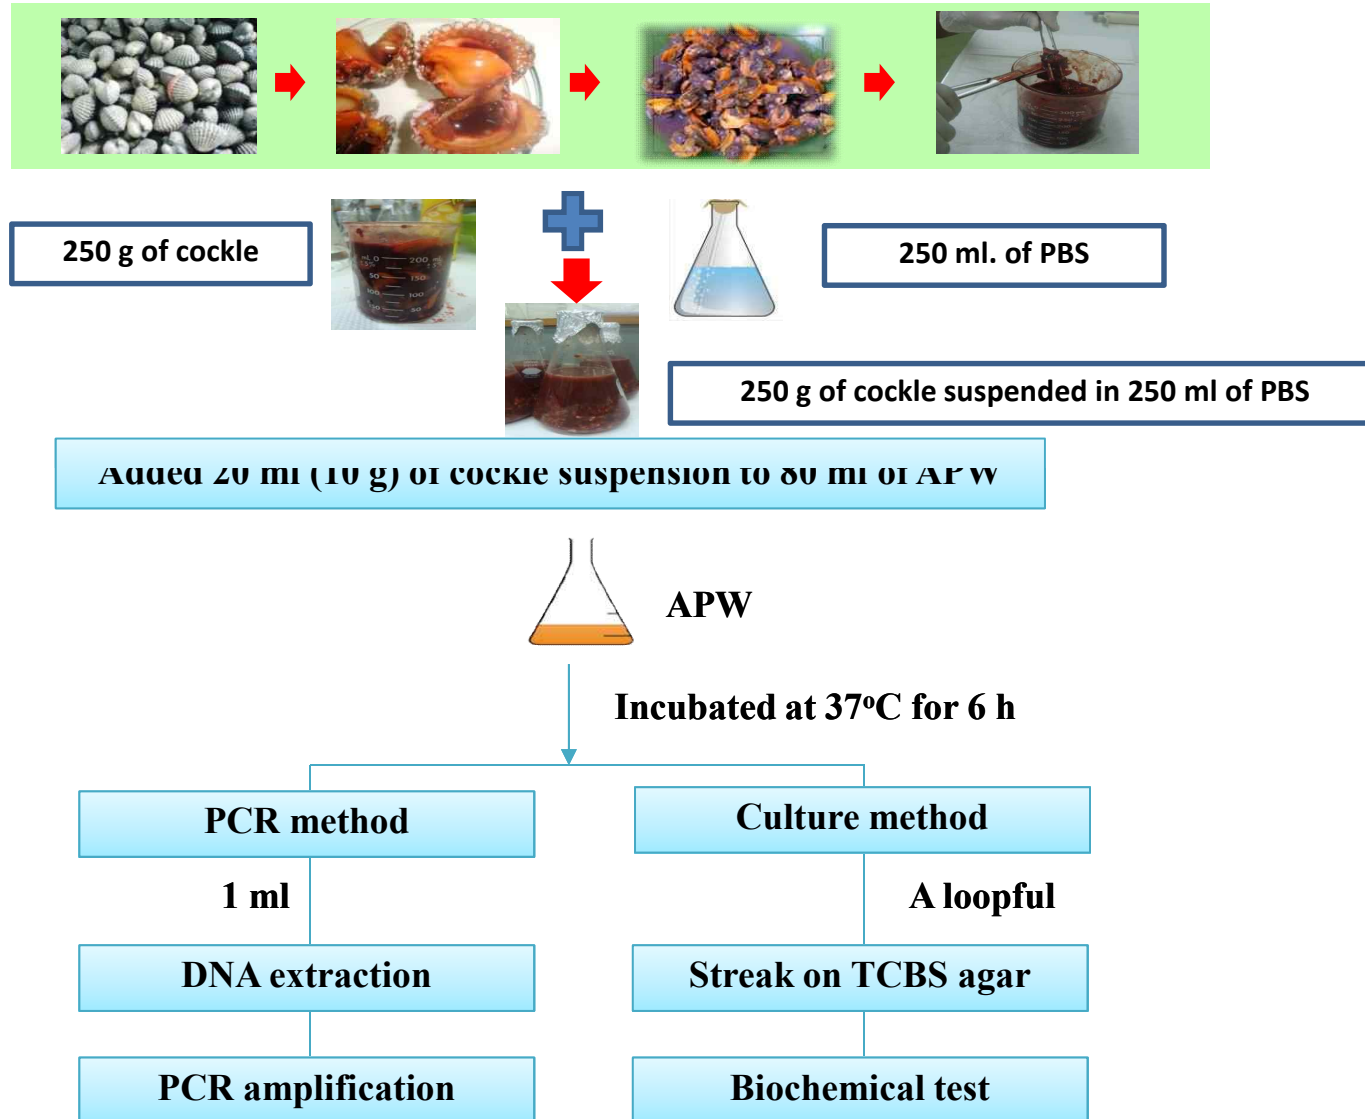 250 g of cockle
250 ml. of PBS
250 g of cockle suspended in 250 ml of PBS
Added 20 ml (10 g) of cockle suspension to 80 ml of APW
APW
Incubated at 37°C for 6 h
PCR method
Culture method
1 ml
A loopful
DNA extraction
Streak on TCBS agar
PCR amplification
Biochemical test